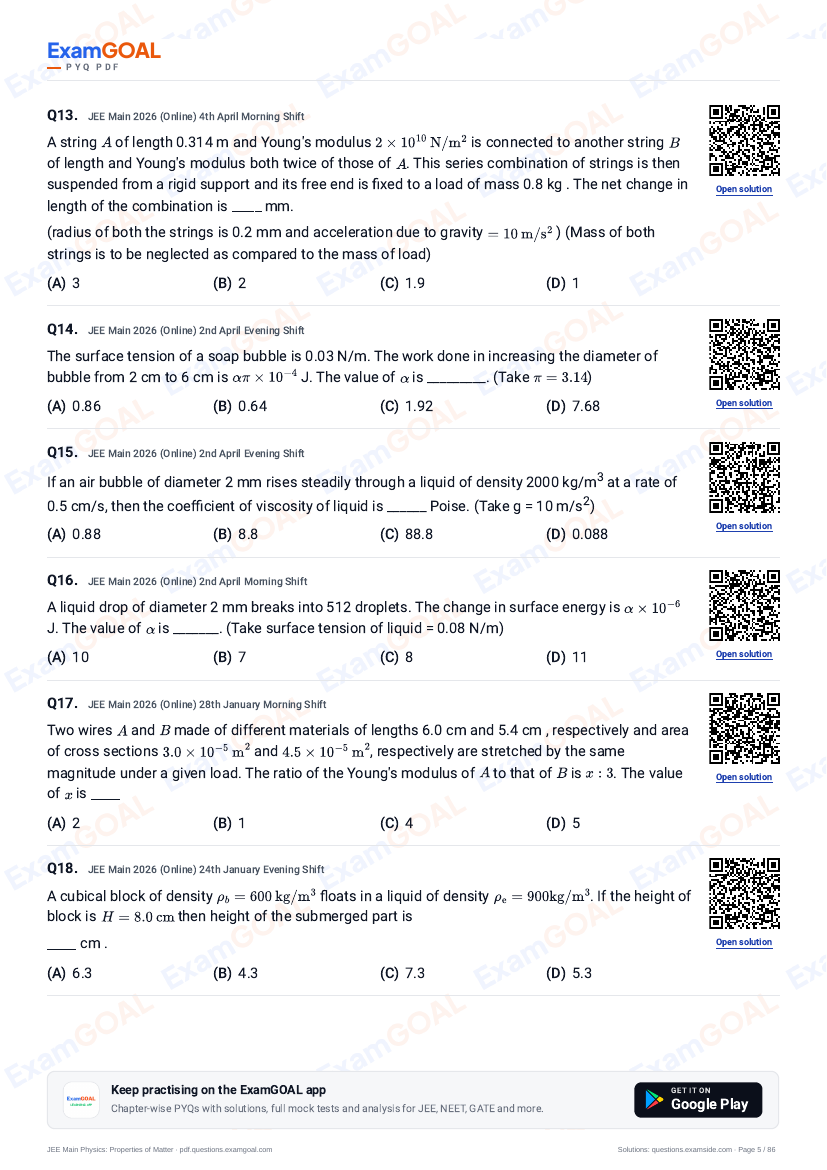 ExamGOAL
PYQ PDF
Q13. JEE Main 2026 (Online) 4th April Morning Shift
A string A of length 0.314 m and Young's modulus 2 × 10¹⁰ N/m² is connected to another string B
of length and Young's modulus both twice of those of A. This series combination of strings is then
suspended from a rigid support and its free end is fixed to a load of mass 0.8 kg . The net change in
length of the combination is ____ mm.
(radius of both the strings is 0.2 mm and acceleration due to gravity = 10 m/s² ) (Mass of both
strings is to be neglected as compared to the mass of load)
(A) 3 (B) 2 (C) 1.9 (D) 1
Open solution
Q14. JEE Main 2026 (Online) 2nd April Evening Shift
The surface tension of a soap bubble is 0.03 N/m. The work done in increasing the diameter of
bubble from 2 cm to 6 cm is απ × 10⁻⁴ J. The value of α is ________. (Take π = 3.14)
(A) 0.86 (B) 0.64 (C) 1.92 (D) 7.68
Open solution
Q15. JEE Main 2026 (Online) 2nd April Evening Shift
If an air bubble of diameter 2 mm rises steadily through a liquid of density 2000 kg/m³ at a rate of
0.5 cm/s, then the coefficient of viscosity of liquid is _____ Poise. (Take g = 10 m/s²)
(A) 0.88 (B) 8.8 (C) 88.8 (D) 0.088
Open solution
Q16. JEE Main 2026 (Online) 2nd April Morning Shift
A liquid drop of diameter 2 mm breaks into 512 droplets. The change in surface energy is α × 10⁻⁶
J. The value of α is ______. (Take surface tension of liquid = 0.08 N/m)
(A) 10 (B) 7 (C) 8 (D) 11
Open solution
Q17. JEE Main 2026 (Online) 28th January Morning Shift
Two wires A and B made of different materials of lengths 6.0 cm and 5.4 cm , respectively and area
of cross sections 3.0 × 10⁻⁵ m² and 4.5 × 10⁻⁵ m², respectively are stretched by the same
magnitude under a given load. The ratio of the Young's modulus of A to that of B is x : 3. The value
of x is ____
(A) 2 (B) 1 (C) 4 (D) 5
Open solution
Q18. JEE Main 2026 (Online) 24th January Evening Shift
A cubical block of density ρb = 600 kg/m³ floats in a liquid of density ρe = 900kg/m³. If the height of
block is H = 8.0 cm then height of the submerged part is
____ cm .
(A) 6.3 (B) 4.3 (C) 7.3 (D) 5.3
Open solution
Keep practising on the ExamGOAL app
Chapter-wise PYQs with solutions, full mock tests and analysis for JEE, NEET, GATE and more.
GET IT ON
Google Play
JEE Main Physics: Properties of Matter · pdf.questions.examgoal.com
Solutions: questions.examside.com · Page 5 / 86